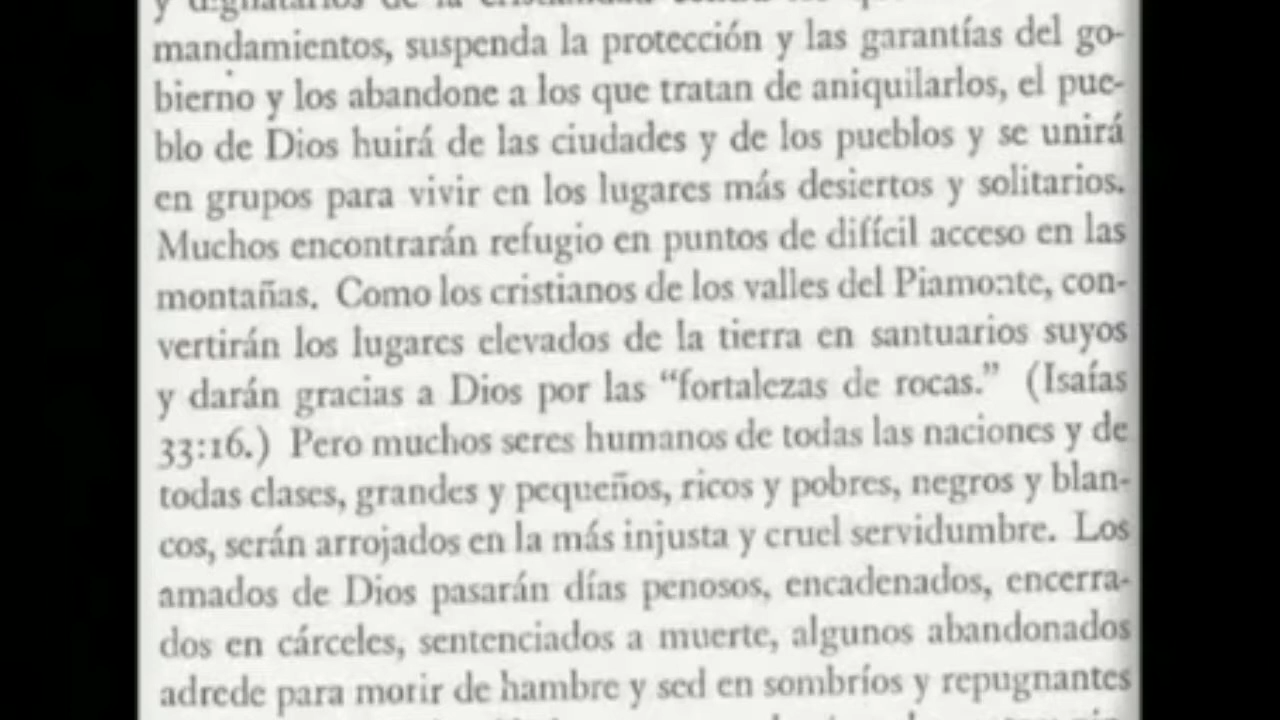 mandamientos, suspenda la protección y las garantías del go-
bierno y los abandone a los que tratan de aniquilarlos, el pue-
blo de Dios huirá de las ciudades y de los pueblos y se unirá
en grupos para vivir en los lugares más desiertos y solitarios.
Muchos encontrarán refugio en puntos de difícil acceso en las
montañas. Como los cristianos de los valles del Piamonte, con-
vertirán los lugares elevados de la tierra en santuarios suyos
y darán gracias a Dios por las “fortalezas de rocas.” (Isaías
33:16.) Pero muchos seres humanos de todas las naciones y de
todas clases, grandes y pequeños, ricos y pobres, negros y blan-
cos, serán arrojados en la más injusta y cruel servidumbre. Los
amados de Dios pasarán días penosos, encadenados, encerra-
dos en cárceles, sentenciados a muerte, algunos abandonados
adrede para morir de hambre y sed en sombríos y repugnantes